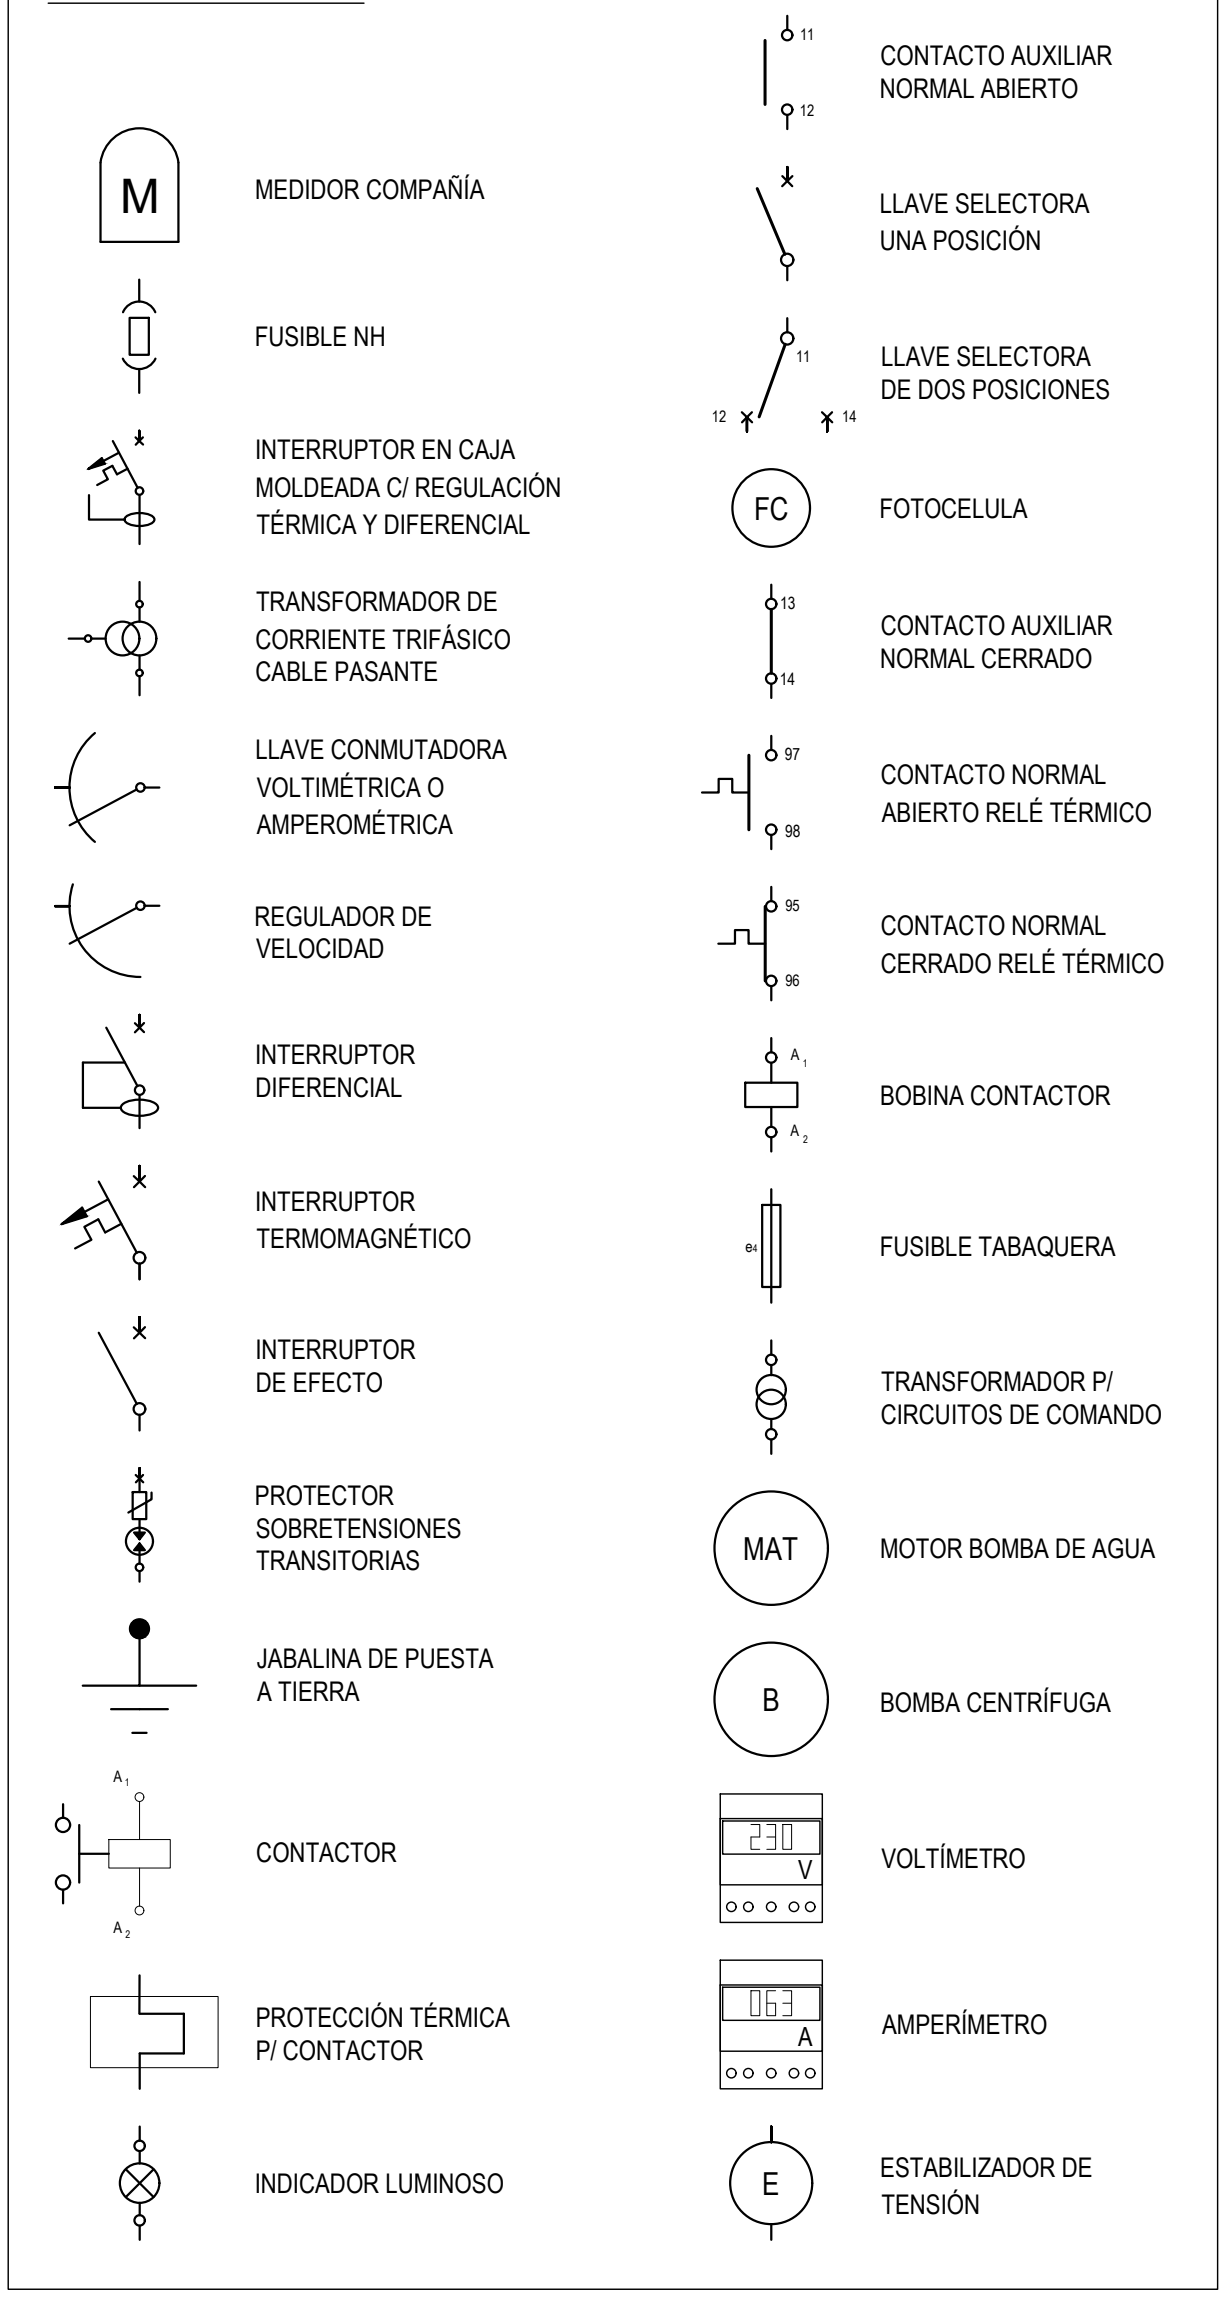 M
MEDIDOR COMPAÑÍA
FUSIBLE NH
INTERRUPTOR EN CAJA
MOLDEADA C/ REGULACIÓN
TÉRMICA Y DIFERENCIAL
TRANSFORMADOR DE
CORRIENTE TRIFÁSICO
CABLE PASANTE
LLAVE CONMUTADORA
VOLTIMÉTRICA O
AMPEROMÉTRICA
REGULADOR DE
VELOCIDAD
INTERRUPTOR
DIFERENCIAL
INTERRUPTOR
TERMOMAGNÉTICO
INTERRUPTOR
DE EFECTO
PROTECTOR
SOBRETENSIONES
TRANSITORIAS
JABALINA DE PUESTA
A TIERRA
A1
CONTACTOR
A2
PROTECCIÓN TÉRMICA
P/ CONTACTOR
INDICADOR LUMINOSO
11
CONTACTO AUXILIAR
NORMAL ABIERTO
12
LLAVE SELECTORA
UNA POSICIÓN
11
LLAVE SELECTORA
DE DOS POSICIONES
12 14
FC
FOTOCELULA
13
CONTACTO AUXILIAR
NORMAL CERRADO
14
97
CONTACTO NORMAL
ABIERTO RELÉ TÉRMICO
98
95
CONTACTO NORMAL
CERRADO RELÉ TÉRMICO
96
A1
BOBINA CONTACTOR
A2
e4
FUSIBLE TABAQUERA
TRANSFORMADOR P/
CIRCUITOS DE COMANDO
MAT
MOTOR BOMBA DE AGUA
B
BOMBA CENTRÍFUGA
230
V
VOLTÍMETRO
063
A
AMPERÍMETRO
E
ESTABILIZADOR DE
TENSIÓN